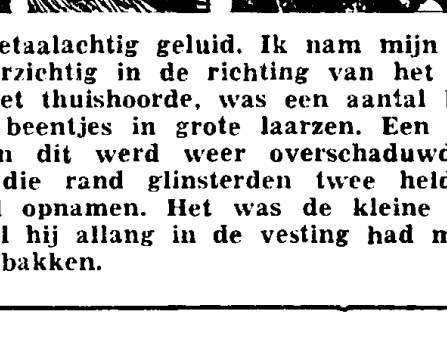 etaalachtig geluid. Ik nam mijn
rzichtig in de richting van het
et thuishoorde, was een aantal
beentjes in grote laarzen. Een
n dit werd weer overschaduwd
die rand glinsterden twee held
opnamen. Het was de kleine
l hij allang in de vesting had m
bakken.